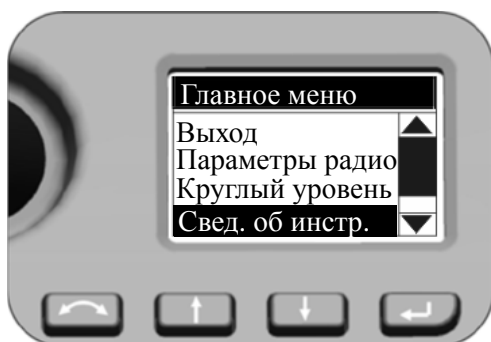 Главное меню
Выход
Параметры радио
Круглый уровень
Свед. об инстр.